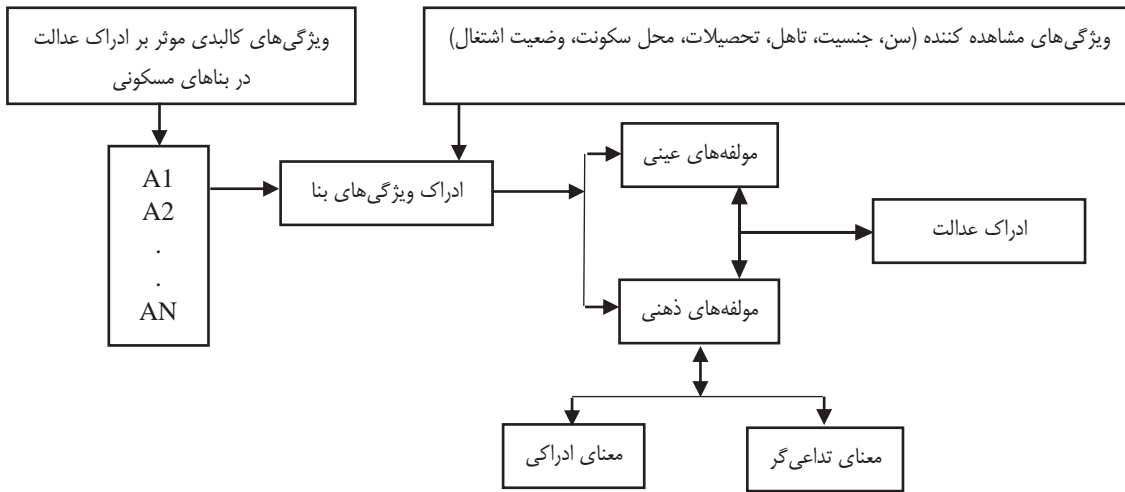 ویژگی‌های مشاهده کننده (سن، جنسیت، تاهل، تحصیلات، محل سکونت، وضعیت اشتغال)
ویژگی‌های کالبدی موثر بر ادراک عدالت
در بناهای مسکونی
A1
A2
.
.
AN
ادراک ویژگی‌های بنا
مولفه‌های عینی
ادراک عدالت
مولفه‌های ذهنی
معنای تداعی‌گر
معنای ادراکی